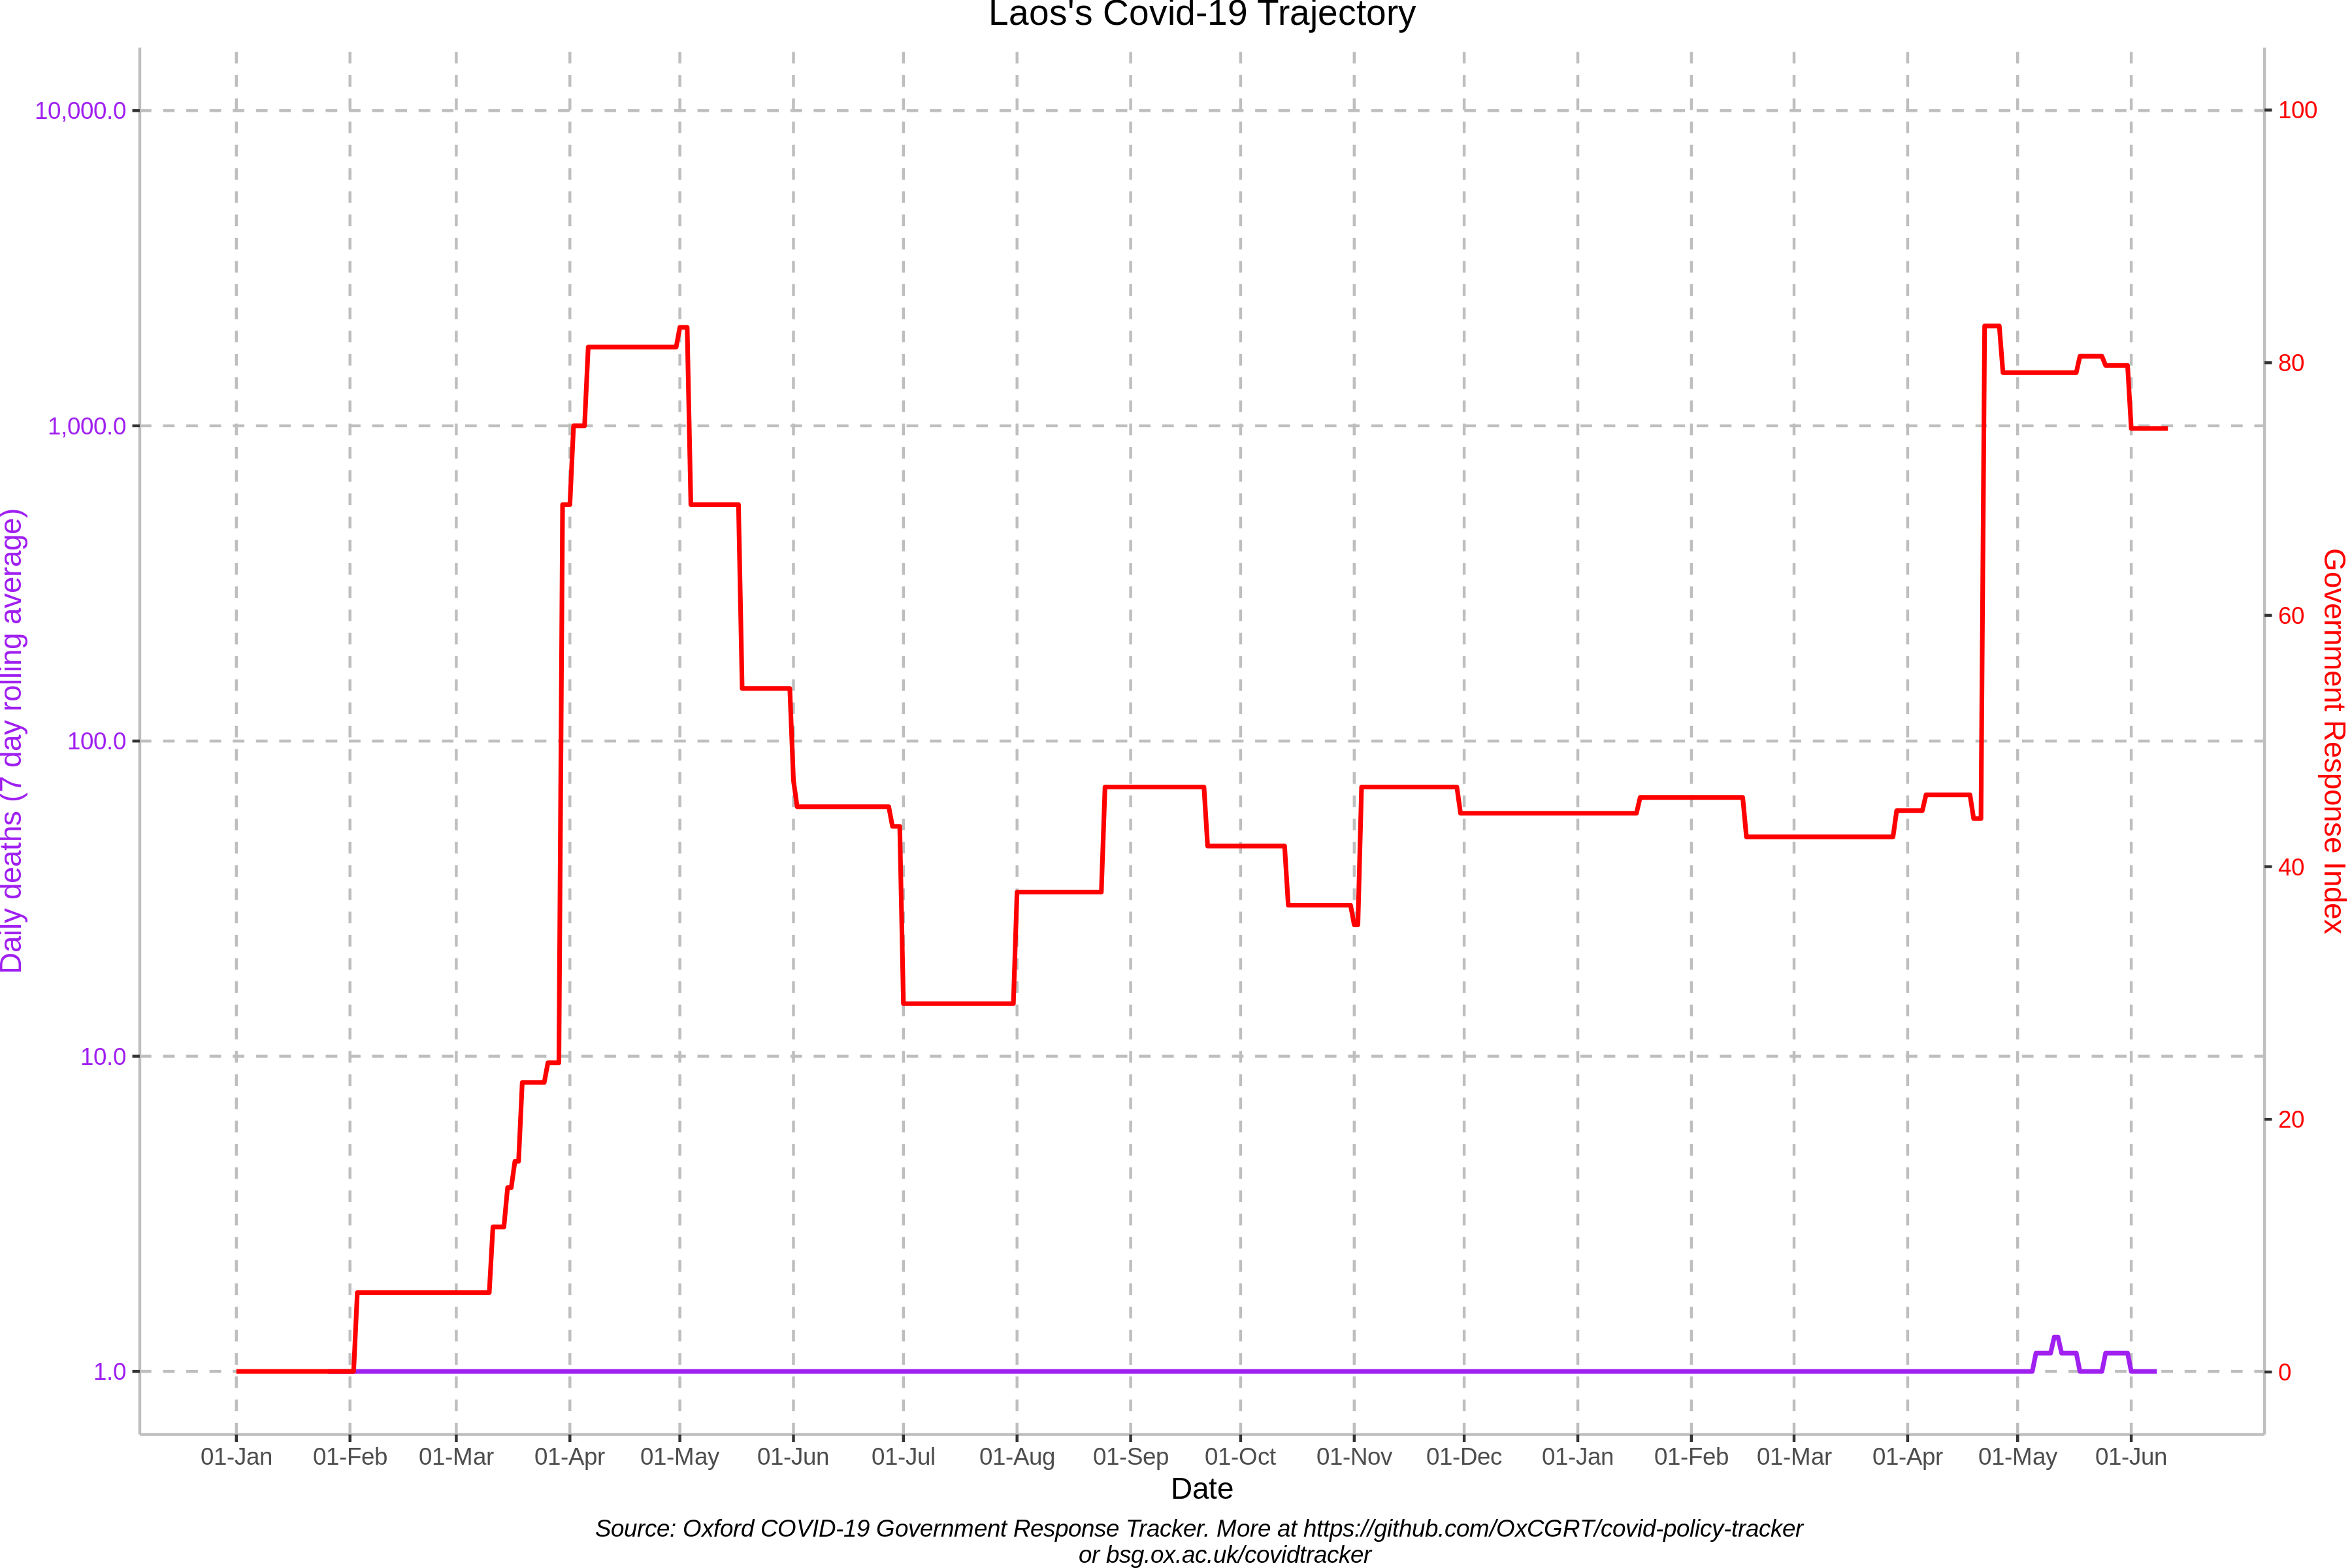 Laos's Covid-19 Trajectory
10,000.0
1,000.0
100.0
10.0
1.0
Daily deaths (7 day rolling average)
100
80
60
40
20
0
Government Response Index
01-Jan 01-Feb 01-Mar 01-Apr 01-May 01-Jun 01-Jul 01-Aug 01-Sep 01-Oct 01-Nov 01-Dec 01-Jan 01-Feb 01-Mar 01-Apr 01-May 01-Jun
Date
Source: Oxford COVID-19 Government Response Tracker. More at https://github.com/OxCGRT/covid-policy-tracker
or bsg.ox.ac.uk/covidtracker